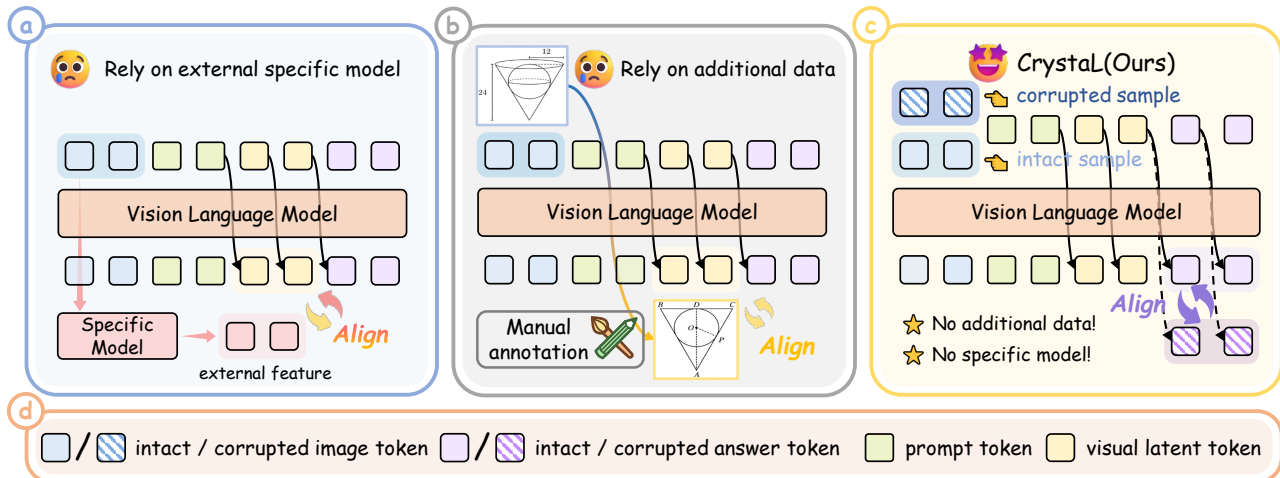 a
Rely on external specific model
Vision Language Model
Specific
Model
Align
external feature
b
12
24
Rely on additional data
Vision Language Model
Manual
annotation
B D C
O
P
A
Align
c
CrystaL(Ours)
corrupted sample
intact sample
Vision Language Model
Align
No additional data!
No specific model!
d
/ intact / corrupted image token / intact / corrupted answer token prompt token visual latent token